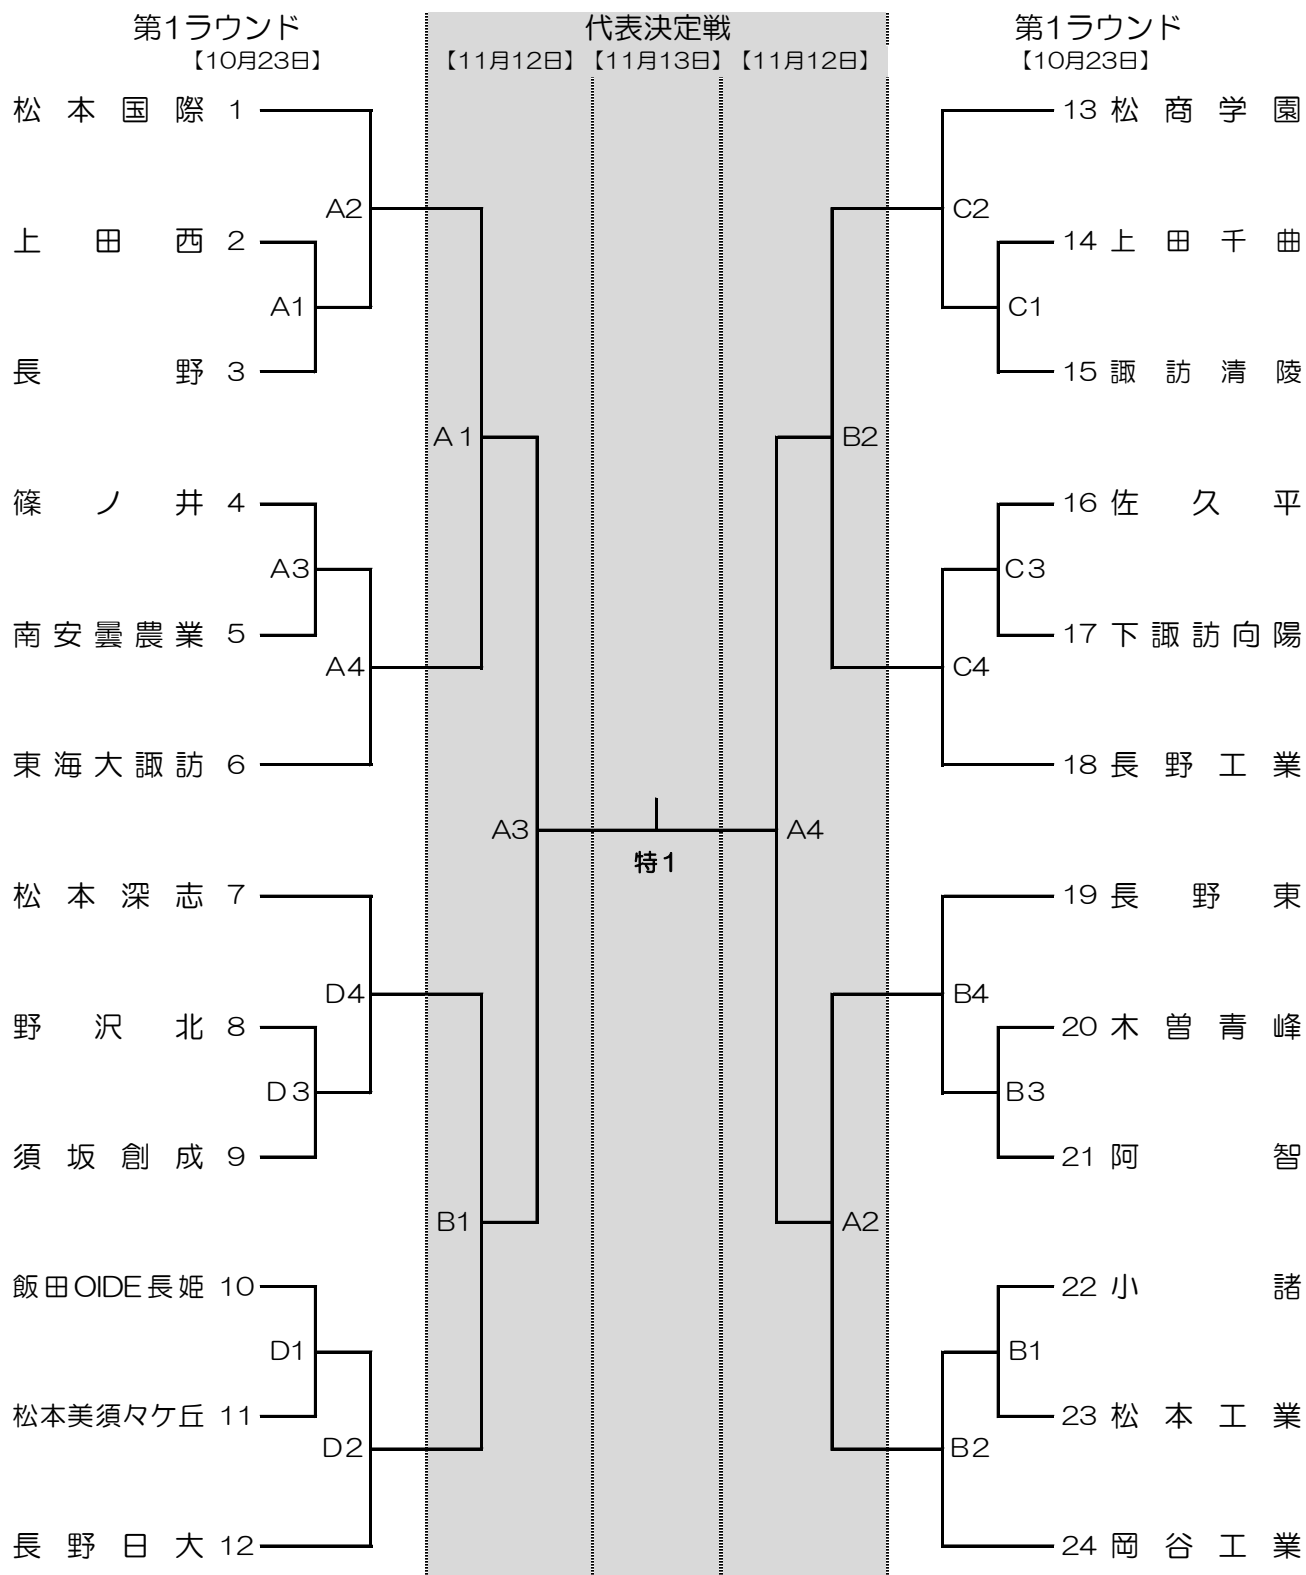 第1ラウンド 代表決定戦 第1ラウンド
【10月23日】 【11月12日】 【11月13日】 【11月12日】 【10月23日】
松本国際 1 13 松商学園
A2 C2
上田西 2 14 上田千曲
A1 C1
長野 3 15 諏訪清陵
A1 B2
篠ノ井 4 16 佐久平
A3 C3
南安曇農業 5 17 下諏訪向陽
A4 C4
東海大諏訪 6 18 長野工業
A3 A4
特1
松本深志 7 19 長野東
D4 B4
野沢北 8 20 木曽青峰
D3 B3
須坂創成 9 21 阿智
B1 A2
飯田OIDE長姫 10 22 小諸
D1 B1
松本美須々ケ丘 11 23 松本工業
D2 B2
長野日大 12 24 岡谷工業